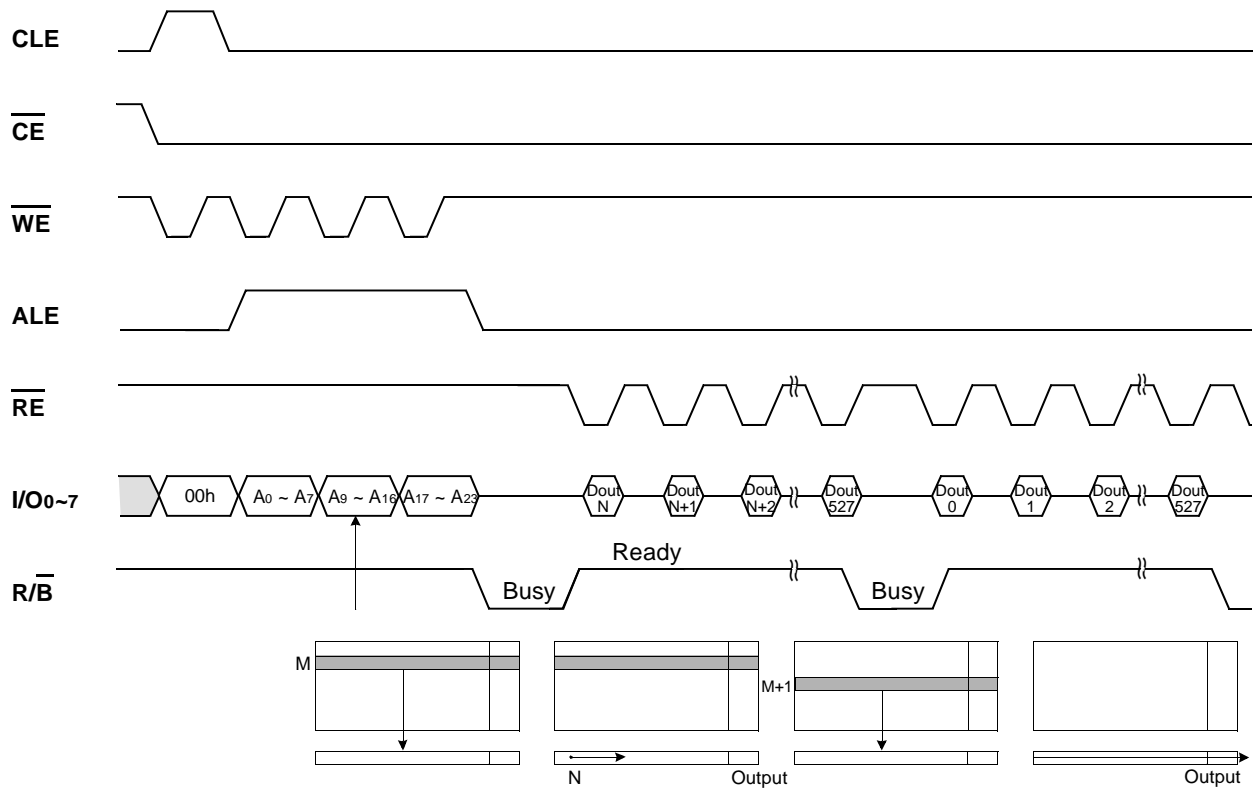 CLE
CE
WE
ALE
RE
I/O0~7 00h A0 ~ A7 A9 ~ A16 A17 ~ A23 Dout N Dout N+1 Dout N+2 Dout 527 Dout 0 Dout 1 Dout 2 Dout 527
Ready
R/B Busy Busy
M
M+1
N Output Output